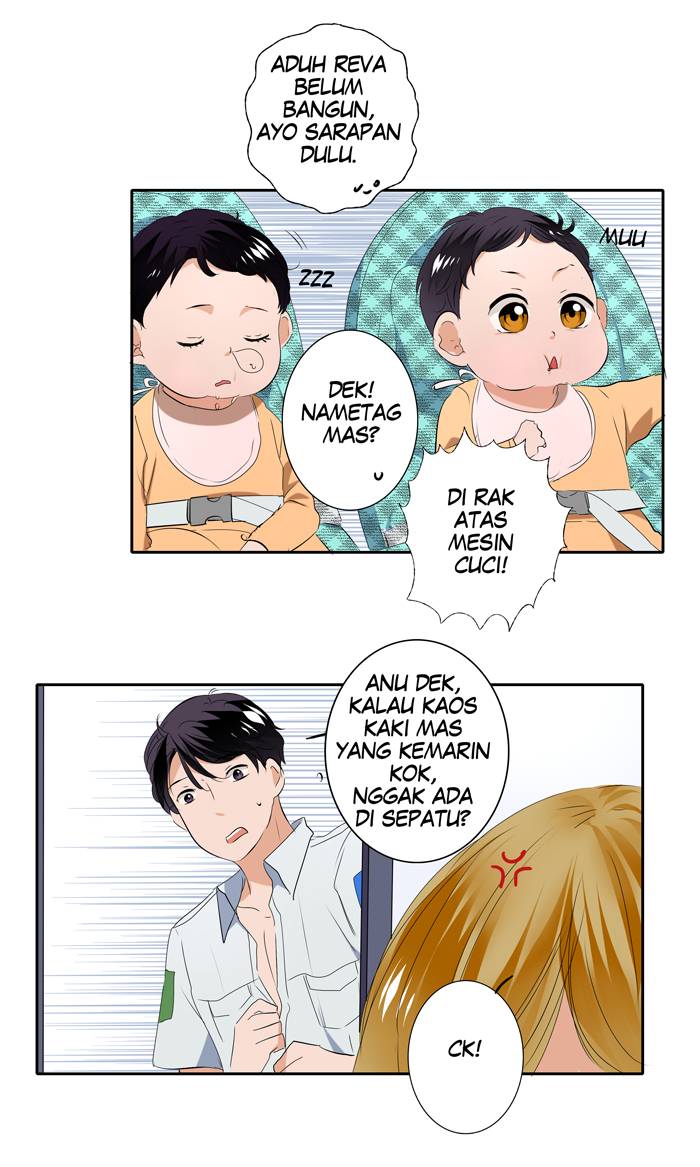 ADUH REVA
BELUM
BANGUN,
AYO SARAPAN
DULU.
MUU
ZZZ
DEK!
NAMETAG
MAS?
DI RAK
ATAS
MESIN
CUCI!
ANU DEK,
KALAU KAOS
KAKI MAS
YANG KEMARIN
KOK,
NGGAK ADA
DI SEPATU?
CK!